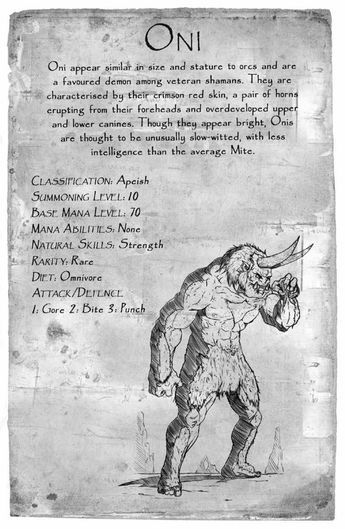 Oni
Oni appear similar in size and stature to orcs and are
a favoured demon among veteran shamans. They are
characterised by their crimson red skin, a pair of horns
erupting from their foreheads and overdeveloped upper
and lower canines. Though they appear bright, Onis
are thought to be unusually slow-witted, with less
intelligence than the average Mite.
Classification: Apeish
Summoning Level: 10
Base Mana Level: 70
Mana Abilities: None
Natural Skills: Strength
Rarity: Rare
Diet: Omnivore
Attack/Defence
1: Gore 2: Bite 3: Punch